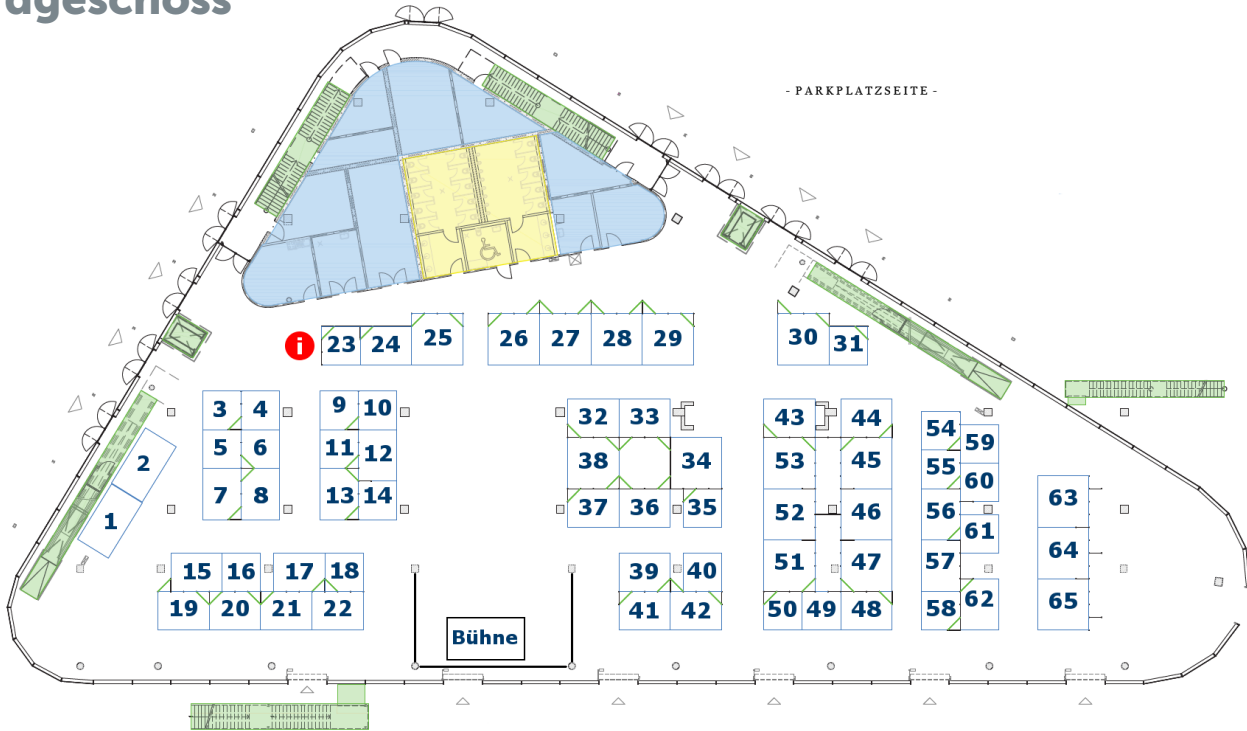 dgeschoss
- PARKPLATZSEITE -
i
23 24 25 26 27 28 29 30 31
3 4 9 10 32 33 43 44 54 59
2 5 6 11 12 38 34 53 45 55 60 63
1 7 8 13 14 37 36 35 52 46 56 61 64
15 16 17 18 39 40 51 47 57
19 20 21 22 41 42 50 49 48 58 62 65
Bühne